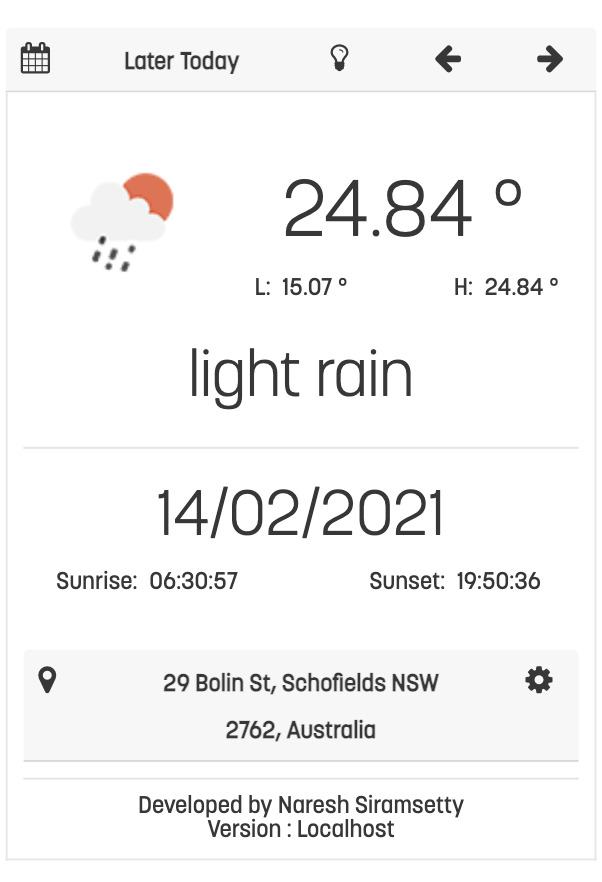 Later Today
24.84 °
L: 15.07 ° H: 24.84 °
light rain
14/02/2021
Sunrise: 06:30:57 Sunset: 19:50:36
29 Bolin St, Schofields NSW
2762, Australia
Developed by Naresh Siramsetty
Version : Localhost